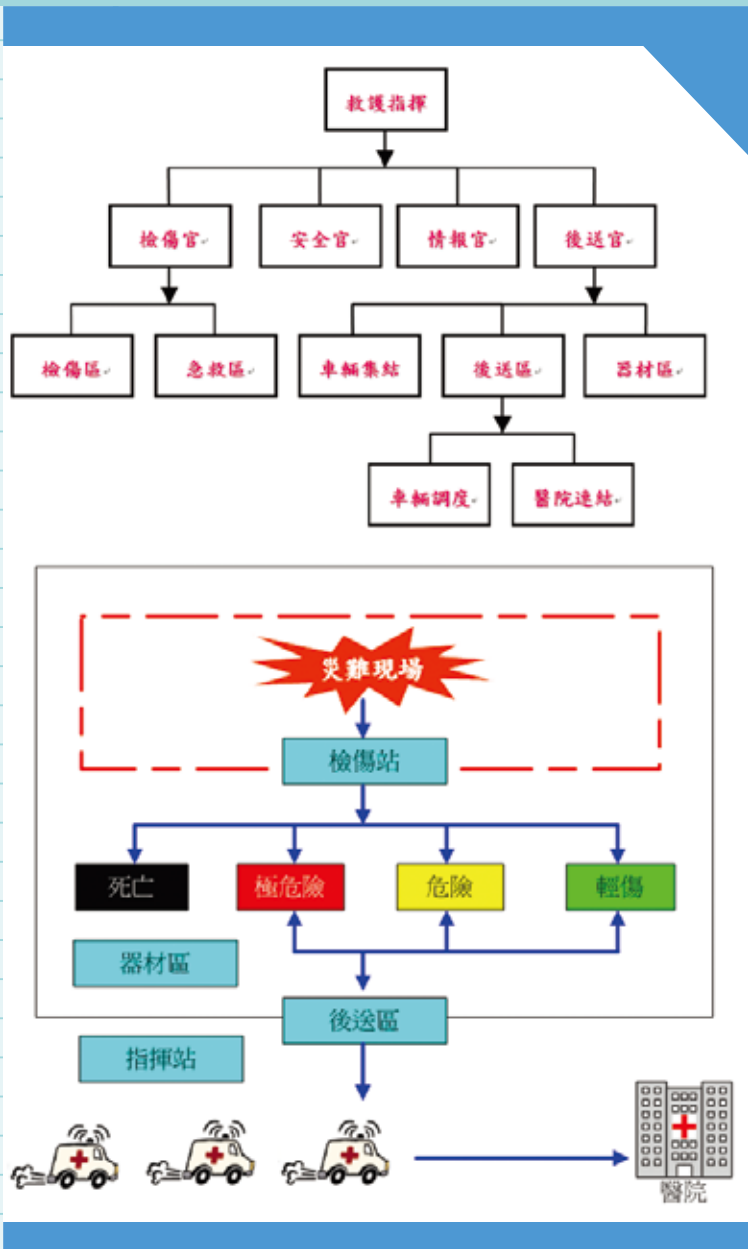 救護指揮
檢傷官 安全官 情報官 後送官
檢傷區 急救區 車輛集結 後送區 器材區
車輛調度 醫院連結
災難現場
檢傷站
死亡 極危險 危險 輕傷
器材區
後送區
指揮站
醫院